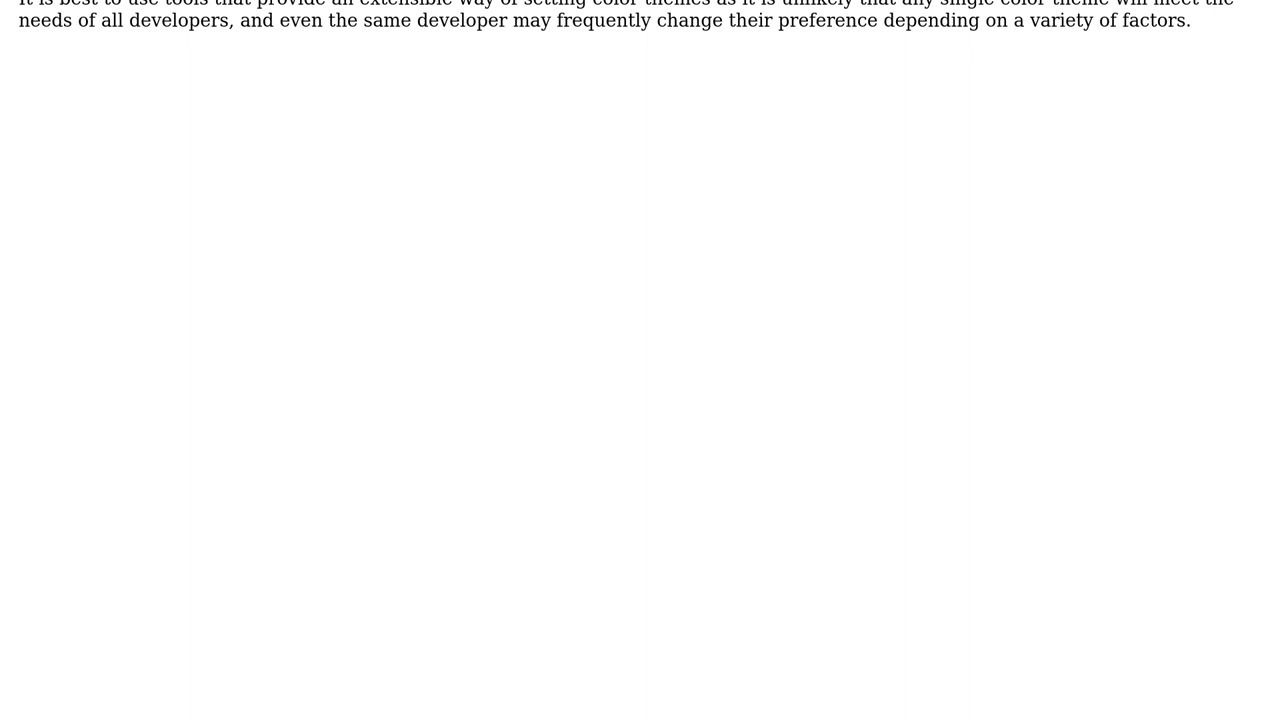 It is best to use tools that provide an extensible way of setting color themes as it is unlikely that any single color theme will meet the
needs of all developers, and even the same developer may frequently change their preference depending on a variety of factors.